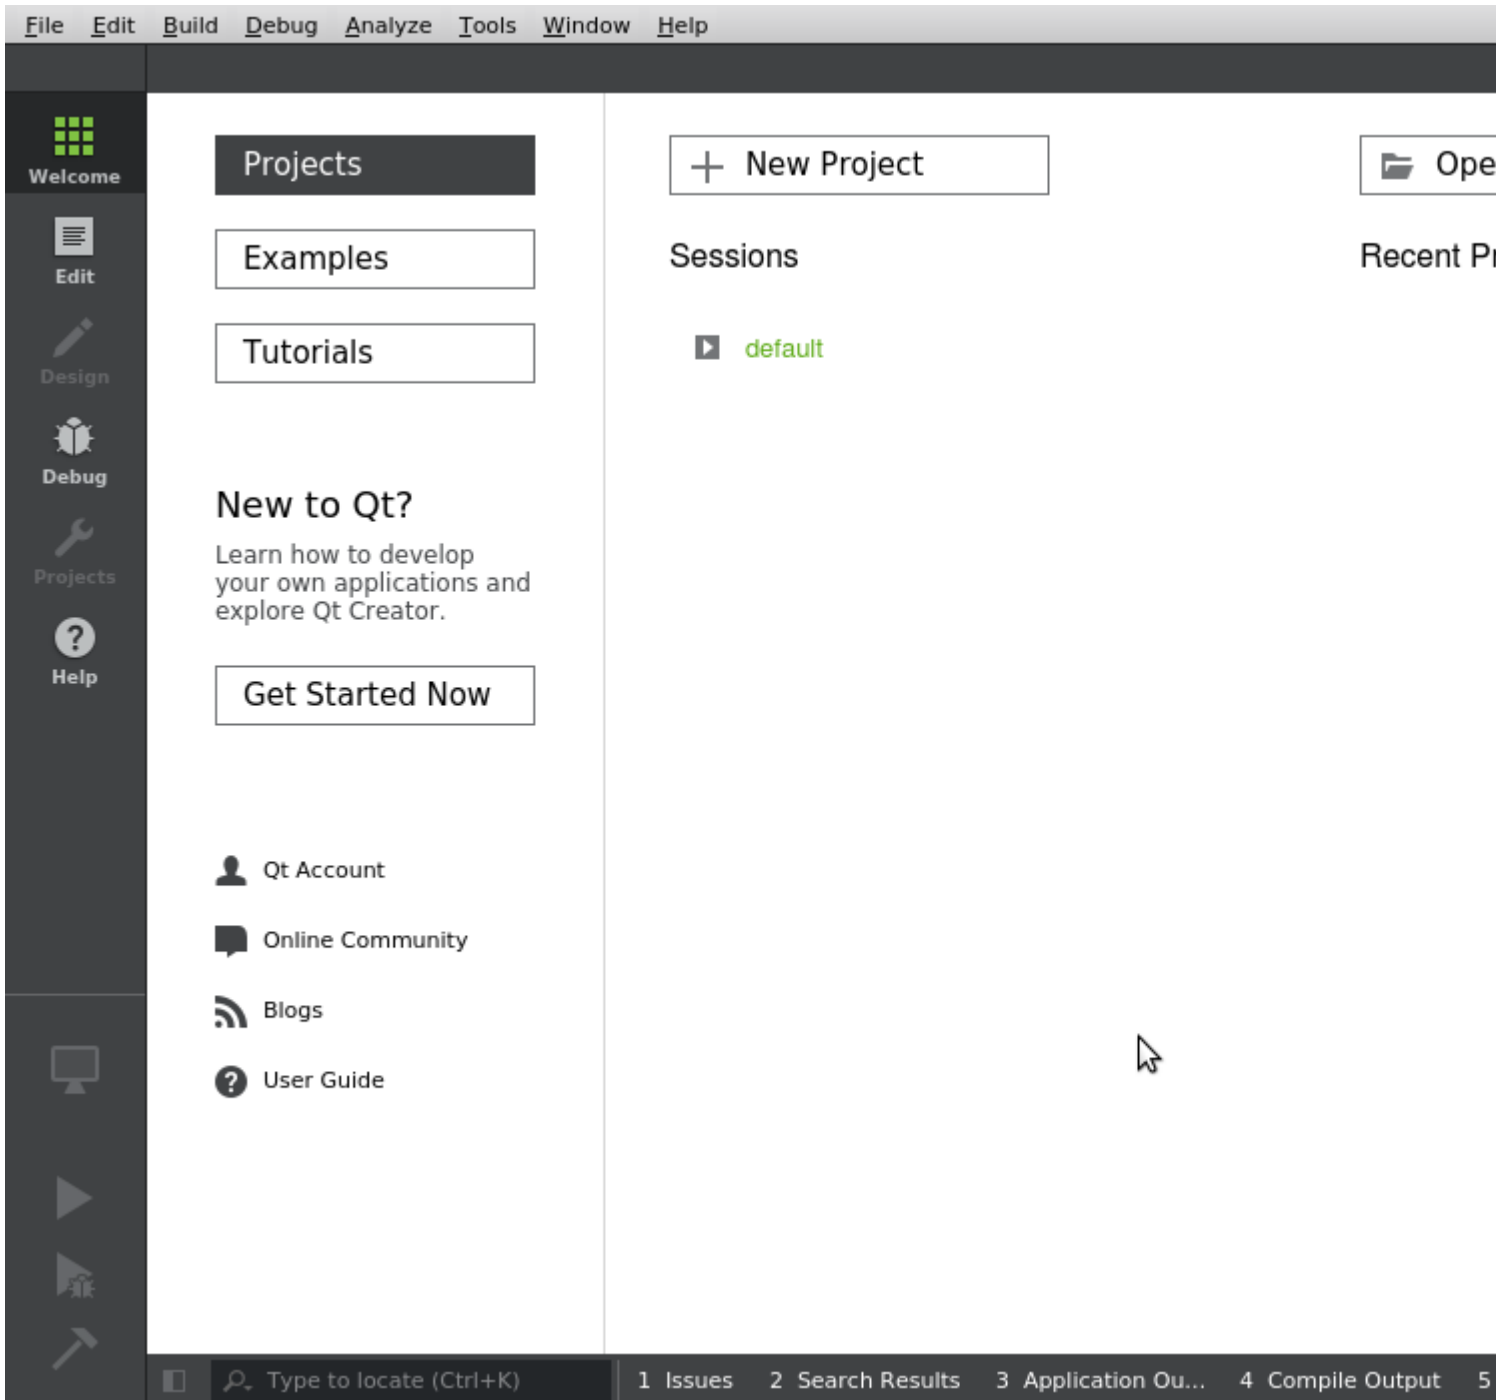 File Edit Build Debug Analyze Tools Window Help
Welcome
Edit
Design
Debug
Projects
Help
Projects
Examples
Tutorials
New to Qt?
Learn how to develop
your own applications and
explore Qt Creator.
Get Started Now
Qt Account
Online Community
Blogs
User Guide
New Project
Sessions
default
Ope
Recent Pr
Type to locate (Ctrl+K)
1 Issues 2 Search Results 3 Application Ou... 4 Compile Output 5